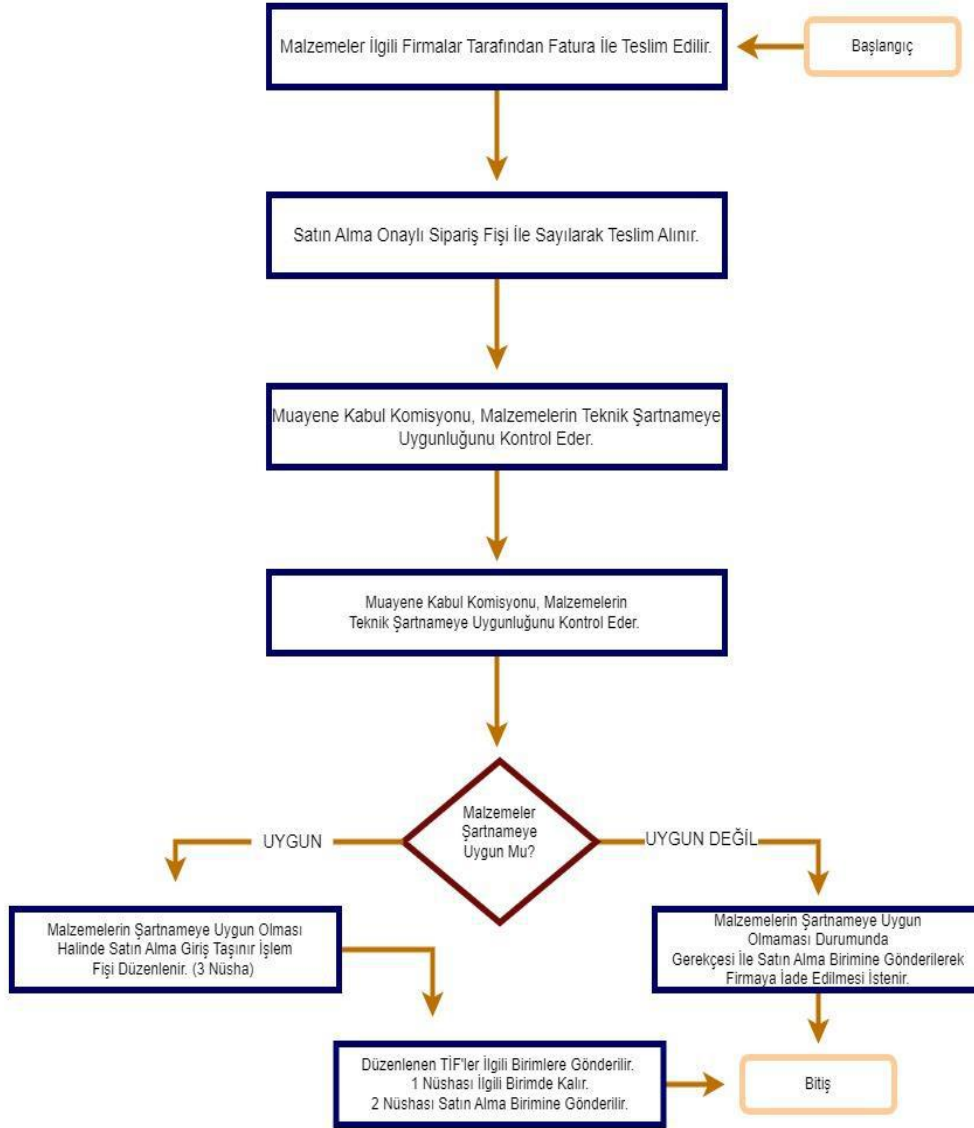 Malzemeler İlgili Firmalar Tarafından Fatura İle Teslim Edilir.
Başlangıç
Satın Alma Onaylı Sipariş Fişi İle Sayılarak Teslim Alınır.
Muayene Kabul Komisyonu, Malzemelerin Teknik Şartnameye
Uygunluğunu Kontrol Eder.
Muayene Kabul Komisyonu, Malzemelerin
Teknik Şartnameye Uygunluğunu Kontrol Eder.
Malzemeler
Şartnameye
Uygun Mu?
UYGUN
UYGUN DEĞİL
Malzemelerin Şartnameye Uygun Olması
Halinde Satın Alma Giriş Taşınır İşlem
Fişi Düzenlenir. (3 Nüsha)
Malzemelerin Şartnameye Uygun
Olmaması Durumunda
Gerekçesi İle Satın Alma Birimine Gönderilerek
Firmaya İade Edilmesi İstenir.
Düzenlenen TİF'ler İlgili Birimlere Gönderilir.
1 Nüshası İlgili Birimde Kalır.
2 Nüshası Satın Alma Birimine Gönderilir.
Bitiş